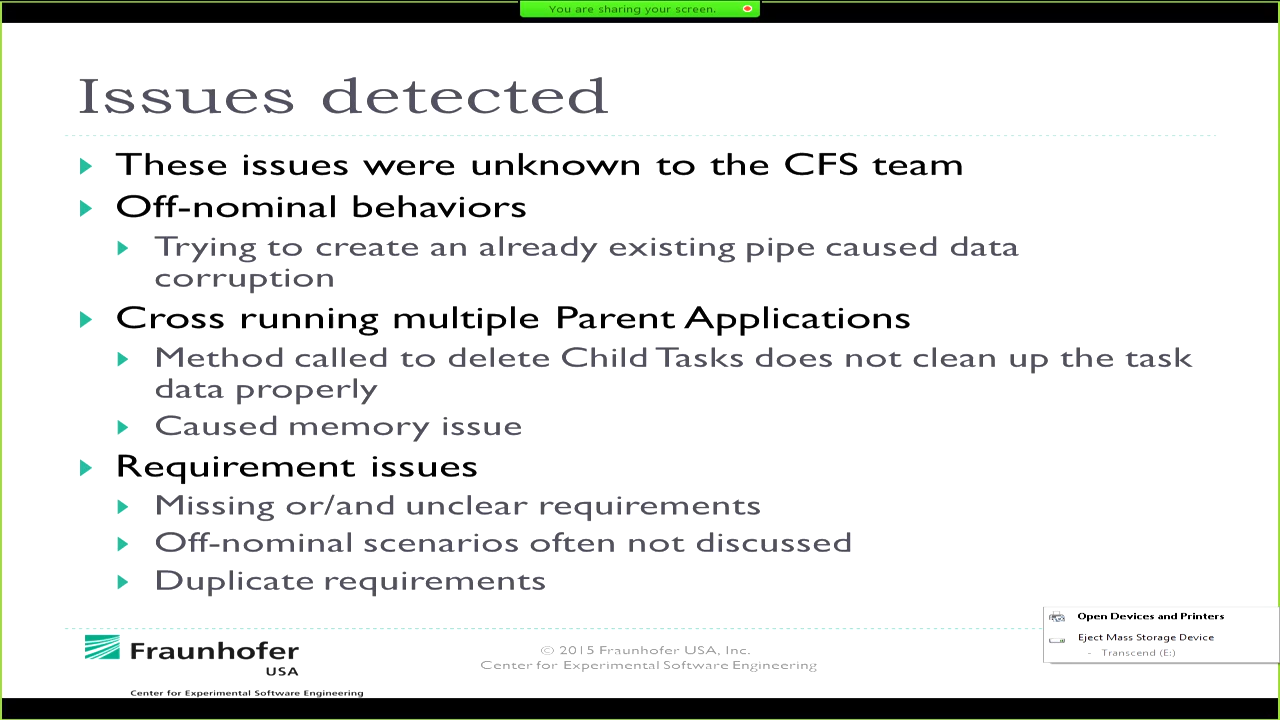 You are sharing your screen.
Issues detected
These issues were unknown to the CFS team
Off-nominal behaviors
Trying to create an already existing pipe caused data
corruption
Cross running multiple Parent Applications
Method called to delete Child Tasks does not clean up the task
data properly
Caused memory issue
Requirement issues
Missing or/and unclear requirements
Off-nominal scenarios often not discussed
Duplicate requirements
Open Devices and Printers
Eject Mass Storage Device
- Transcend (E:)
Fraunhofer
USA
Center for Experimental Software Engineering
© 2015 Fraunhofer USA, Inc.
Center for Experimental Software Engineering